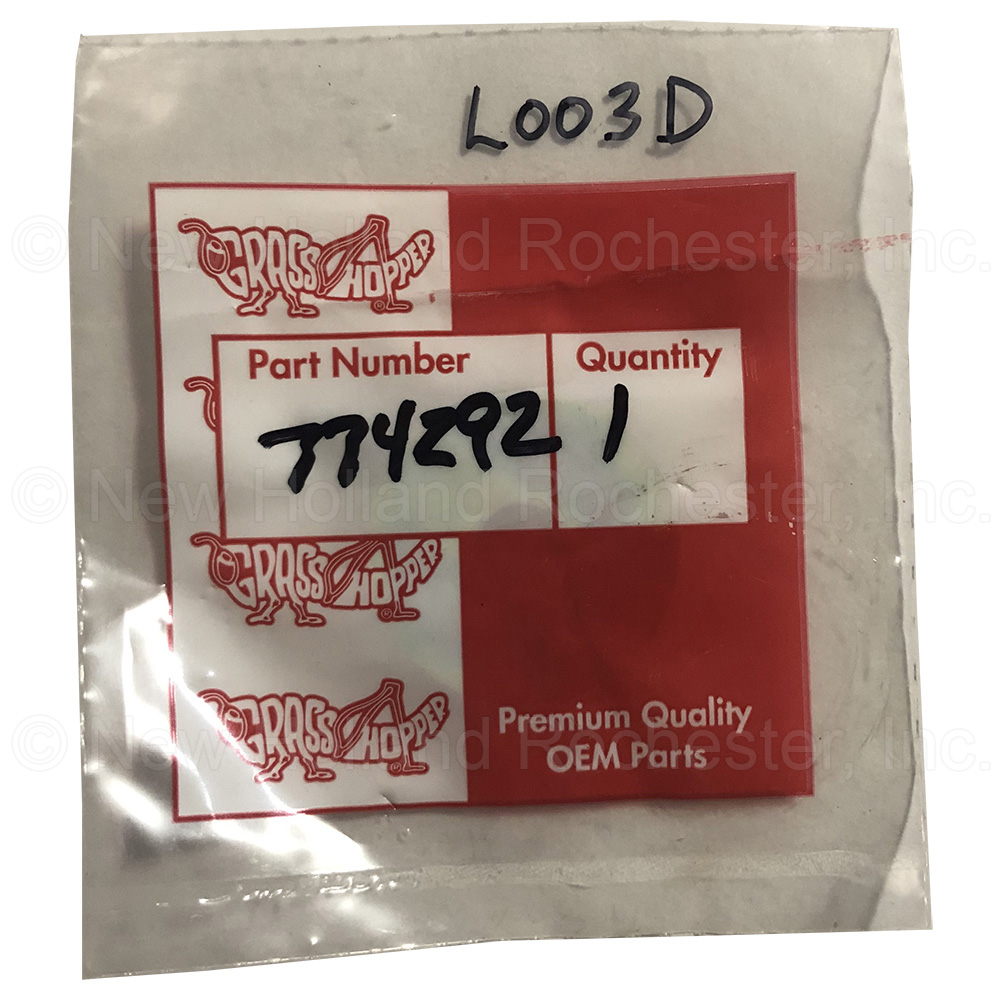 L003D
GRASSHOPPER
© New Holland Rochester, Inc.
Part Number
Quantity
774292
1
© New Holland Rochester, Inc.
GRASSHOPPER
GRASSHOPPER
Premium Quality
OEM Parts
© New Holland Rochester, Inc.